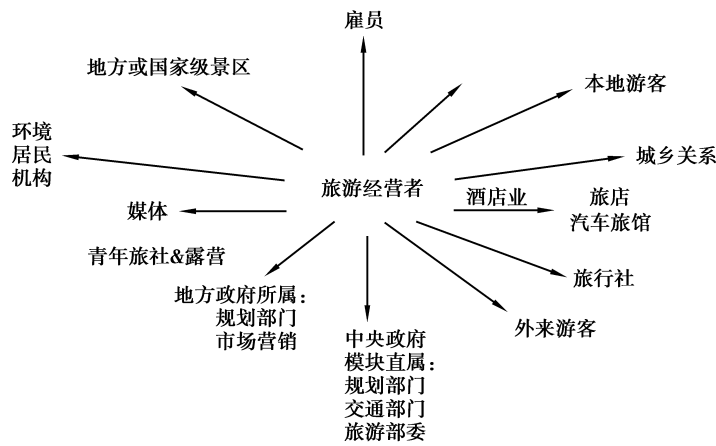 雇员
地方或国家级景区
本地游客
环境
居民
机构
城乡关系
旅游经营者
酒店业
旅店
汽车旅馆
媒体
青年旅社&露营
旅行社
地方政府所属：
规划部门
市场营销
外来游客
中央政府
模块直属：
规划部门
交通部门
旅游部委